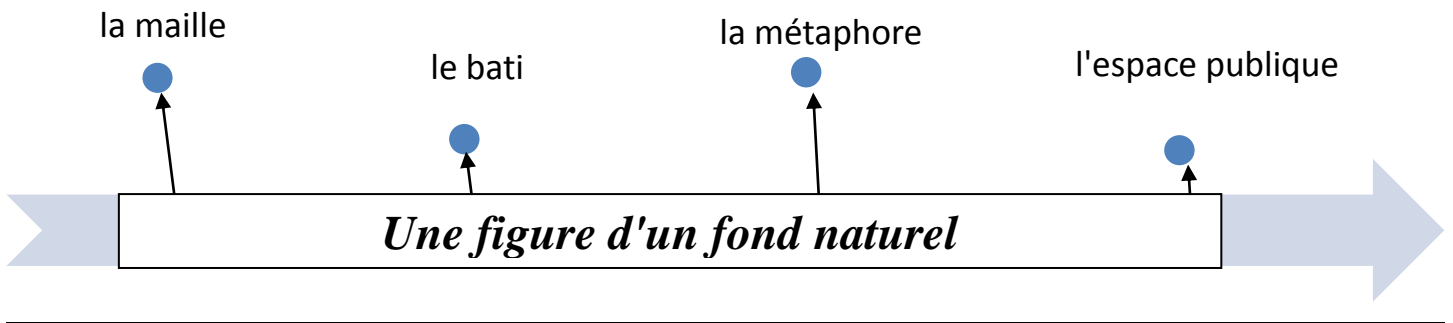 la maille
le bati
la métaphore
l'espace publique
Une figure d'un fond naturel